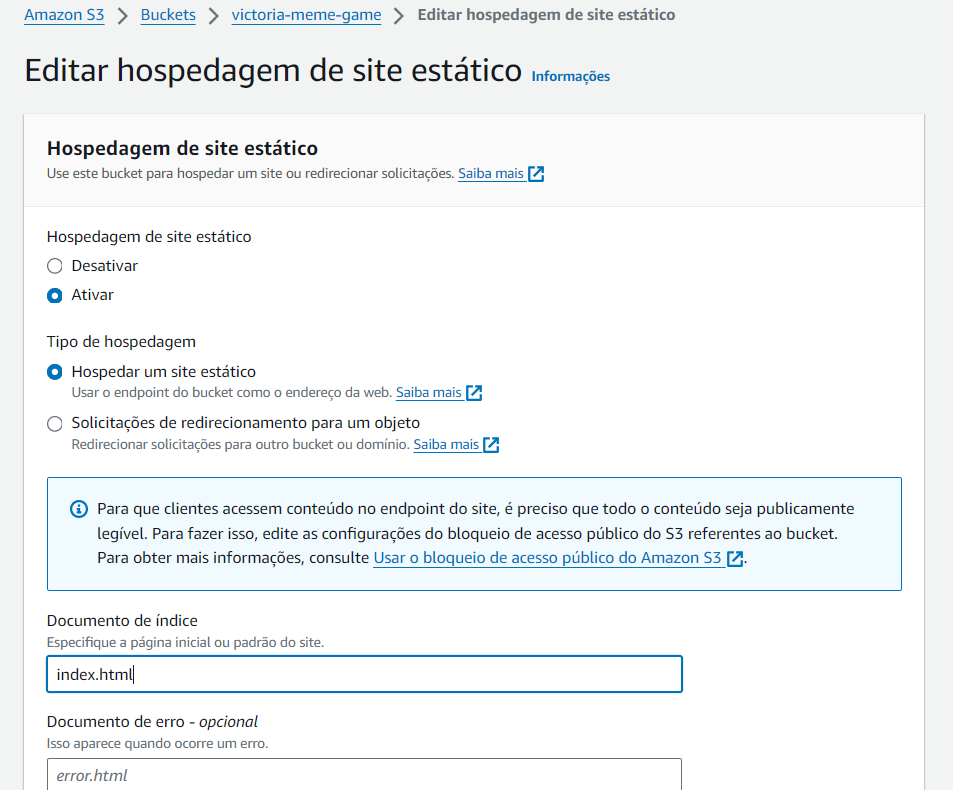 Amazon S3 > Buckets > victoria-meme-game > Editar hospedagem de site estático
Editar hospedagem de site estático Informações
Hospedagem de site estático
Use este bucket para hospedar um site ou redirecionar solicitações. Saiba mais
Hospedagem de site estático
Desativar
Ativar
Tipo de hospedagem
Hospedar um site estático
Usar o endpoint do bucket como o endereço da web. Saiba mais
Solicitações de redirecionamento para um objeto
Redirecionar solicitações para outro bucket ou domínio. Saiba mais
Para que clientes acessem conteúdo no endpoint do site, é preciso que todo o conteúdo seja publicamente
legível. Para fazer isso, edite as configurações do bloqueio de acesso público do S3 referentes ao bucket.
Para obter mais informações, consulte Usar o bloqueio de acesso público do Amazon S3.
Documento de índice
Especifique a página inicial ou padrão do site.
index.html
Documento de erro - opcional
Isso aparece quando ocorre um erro.
error.html